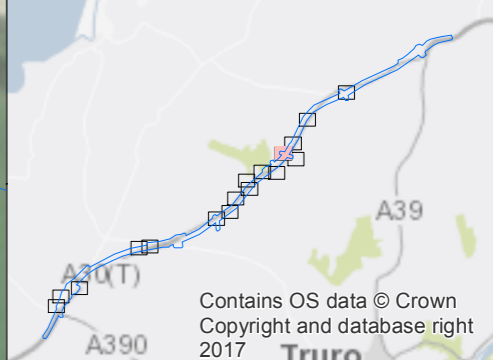 A39
A30(T)
Contains OS data © Crown
Copyright and database right
2017
A390
Truro